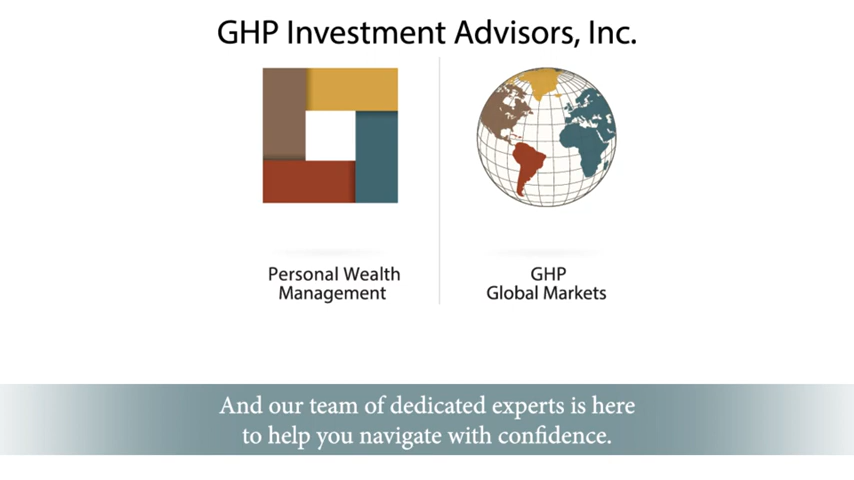 GHP Investment Advisors, Inc.
Personal Wealth
Management
GHP
Global Markets
And our team of dedicated experts is here
to help you navigate with confidence.